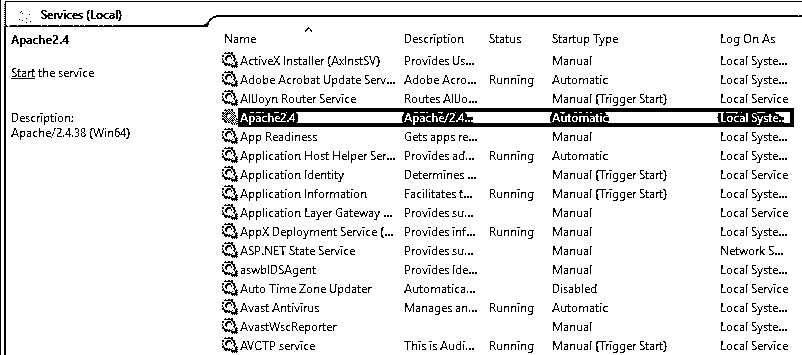 Services (Local)
Apache2.4
Start the service
Description:
Apache/2.4.38 (Win64)
Name Description Status Startup Type Log On As
ActiveX Installer (AxInstSV) Provides Us... Manual Local Syste...
Adobe Acrobat Update Serv... Adobe Acro... Running Automatic Local Syste...
AllJoyn Router Service Routes AllJo... Manual (Trigger Start) Local Service
Apache2.4 Apache/2.4... Automatic Local Syste...
App Readiness Gets apps re... Manual Local Syste...
Application Host Helper Ser... Provides ad... Running Automatic Local Syste...
Application Identity Determines ... Manual (Trigger Start) Local Service
Application Information Facilitates t... Running Manual (Trigger Start) Local Syste...
Application Layer Gateway ... Provides su... Manual Local Service
AppX Deployment Service (... Provides inf... Running Manual Local Syste...
ASP.NET State Service Provides su... Manual Network S...
aswbIDSAgent Provides Ide... Manual Local Syste...
Auto Time Zone Updater Automatica... Disabled Local Service
Avast Antivirus Manages an... Running Automatic Local Syste...
AvastWscReporter Manual Local Syste...
AVCTP service This is Audi... Running Manual (Trigger Start) Local Service